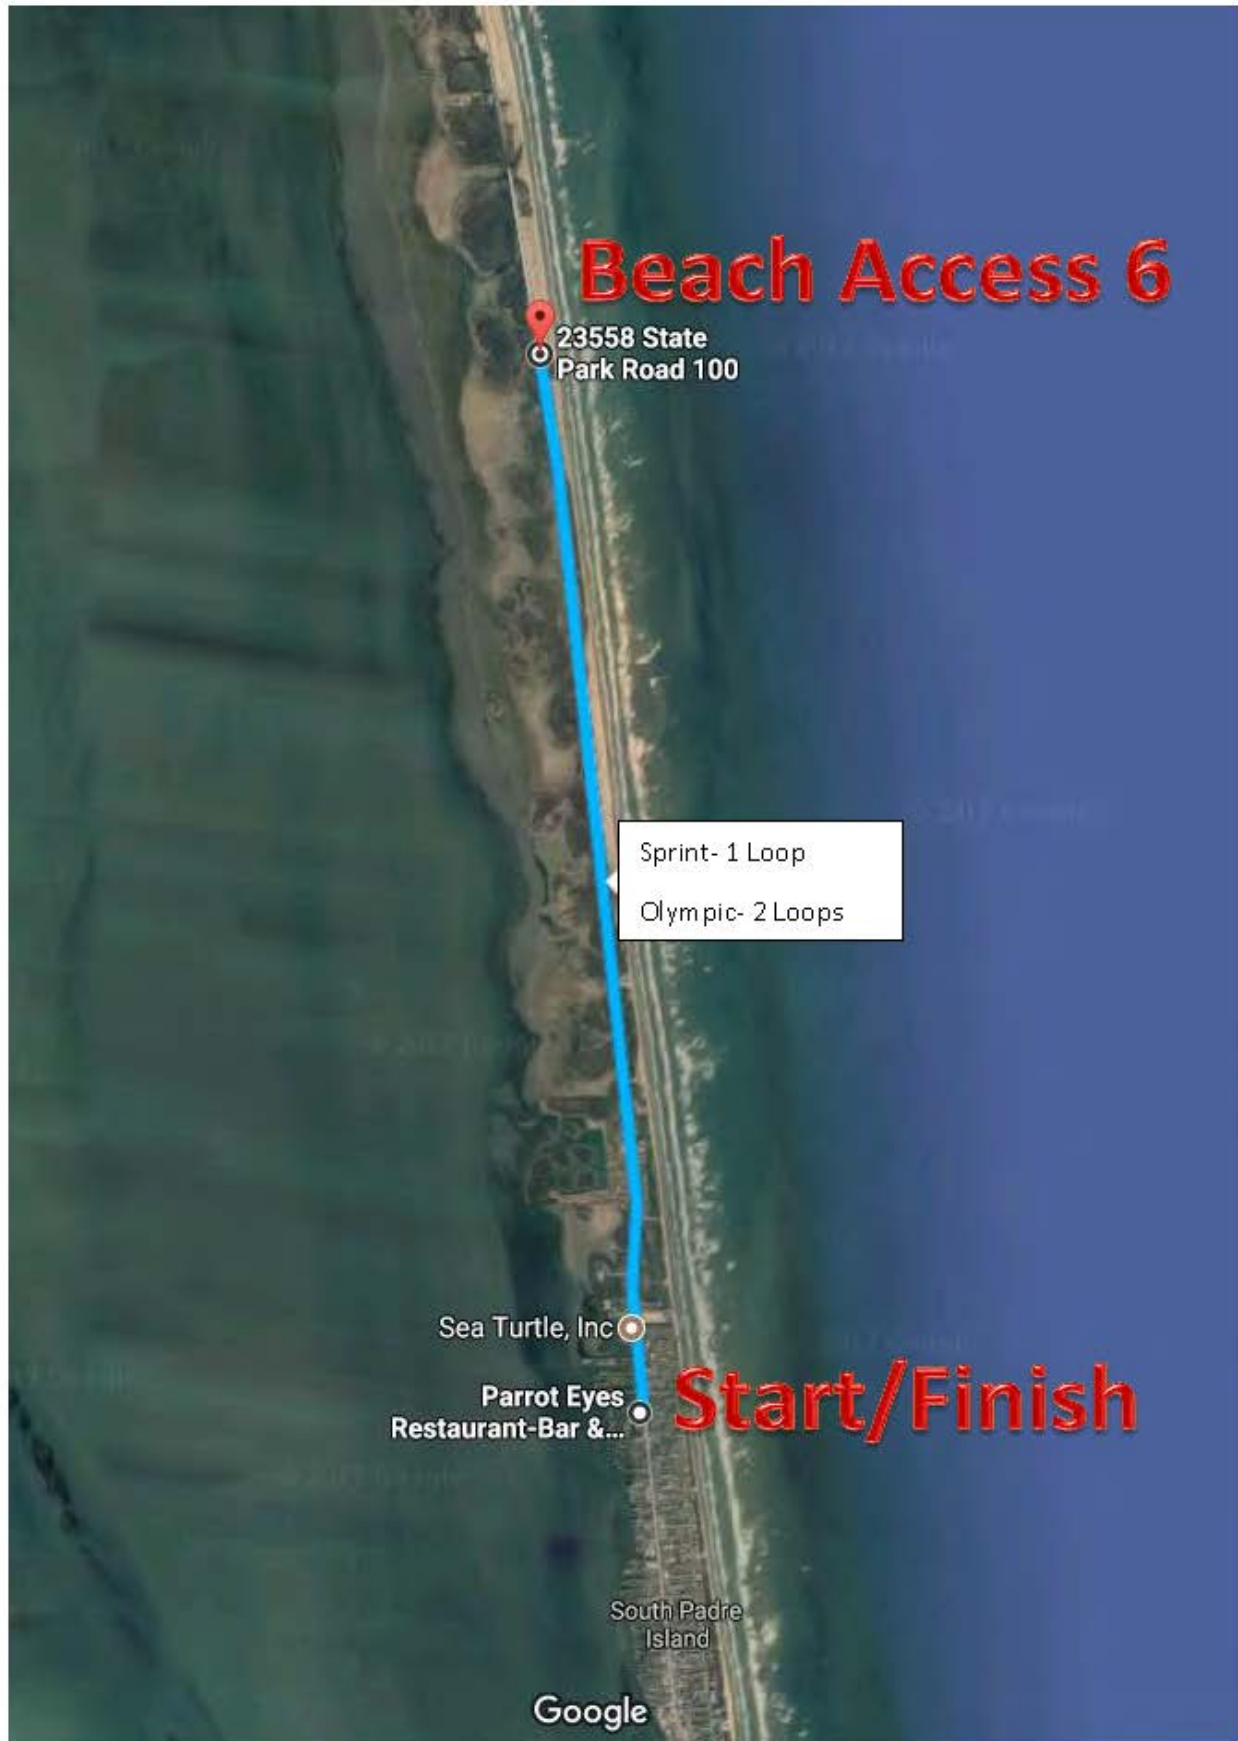 Beach Access 6
23558 State
Park Road 100
Sprint- 1 Loop
Olympic- 2 Loops
Sea Turtle, Inc
Parrot Eyes
Restaurant-Bar &...
Start/Finish
South Padre
Island
Google